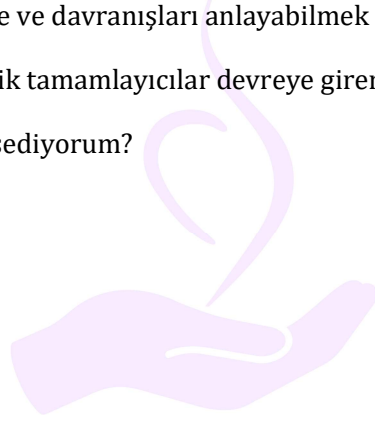 e ve davranışları anlayabilmek
ik tamamlayıcılar devreye giren
sediyorum?